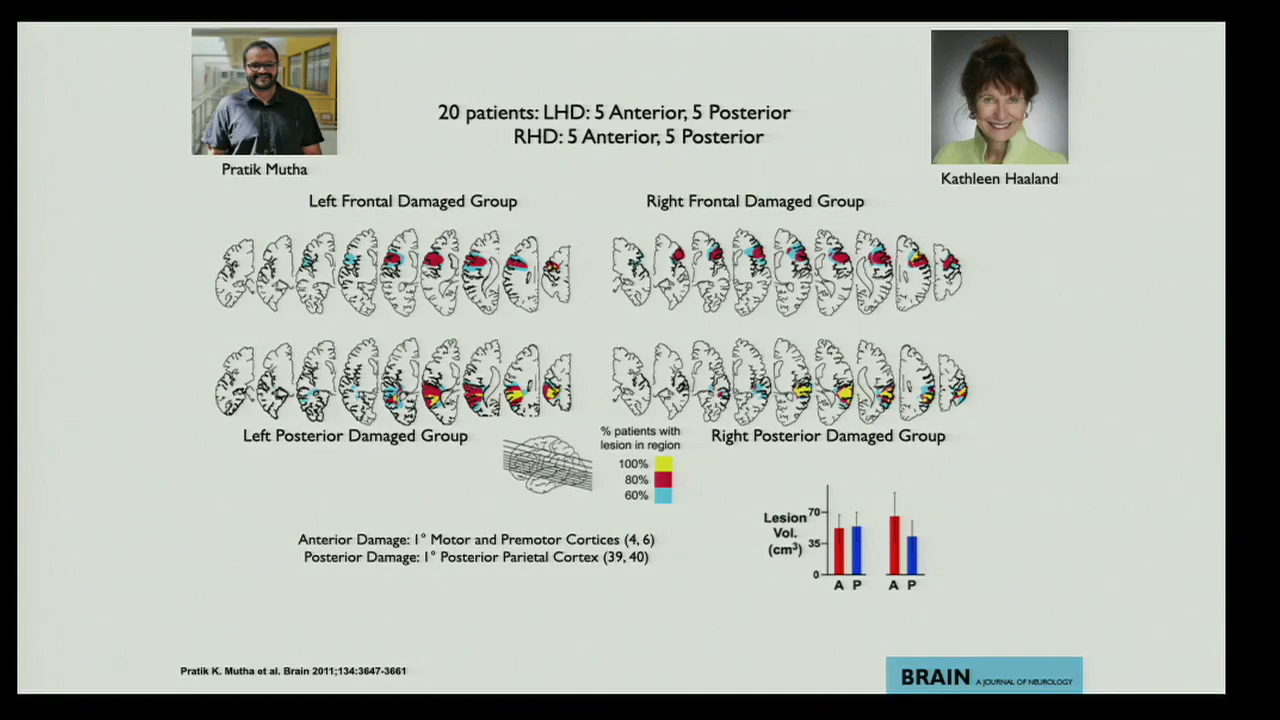 20 patients: LHD: 5 Anterior, 5 Posterior
RHD: 5 Anterior, 5 Posterior
Pratik Mutha
Kathleen Haaland
Left Frontal Damaged Group
Right Frontal Damaged Group
Left Posterior Damaged Group
Right Posterior Damaged Group
% patients with
lesion in region
100%
80%
60%
Lesion
Vol.
(cm³)
70
35
0
A P
A P
Anterior Damage: 1° Motor and Premotor Cortices (4, 6)
Posterior Damage: 1° Posterior Parietal Cortex (39, 40)
Pratik K. Mutha et al. Brain 2011;134:3647-3661
BRAIN A JOURNAL OF NEUROLOGY